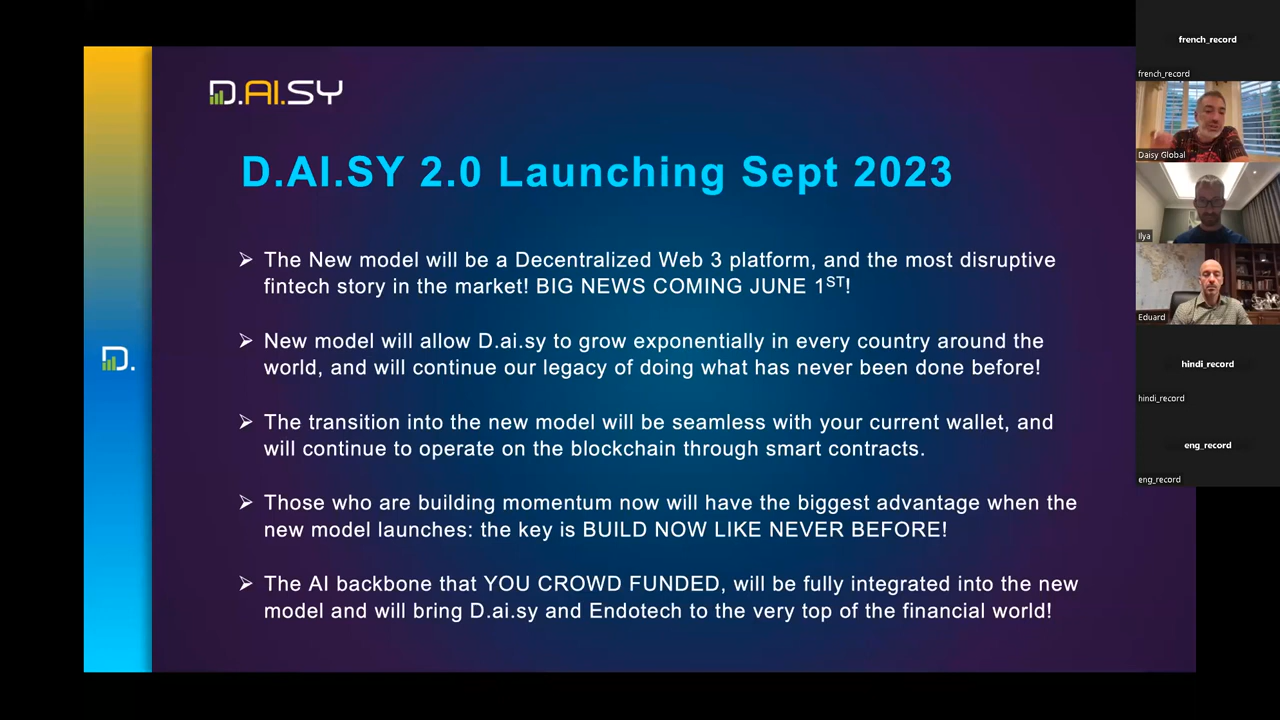 D.AI.SY
D.AI.SY 2.0 Launching Sept 2023
➢ The New model will be a Decentralized Web 3 platform, and the most disruptive
fintech story in the market! BIG NEWS COMING JUNE 1ST!
➢ New model will allow D.ai.sy to grow exponentially in every country around the
world, and will continue our legacy of doing what has never been done before!
➢ The transition into the new model will be seamless with your current wallet, and
will continue to operate on the blockchain through smart contracts.
➢ Those who are building momentum now will have the biggest advantage when the
new model launches: the key is BUILD NOW LIKE NEVER BEFORE!
➢ The AI backbone that YOU CROWD FUNDED, will be fully integrated into the new
model and will bring D.ai.sy and Endotech to the very top of the financial world!
D.
french_record
french_record
Daisy Global
Ilya
Eduard
hindi_record
hindi_record
eng_record
eng_record